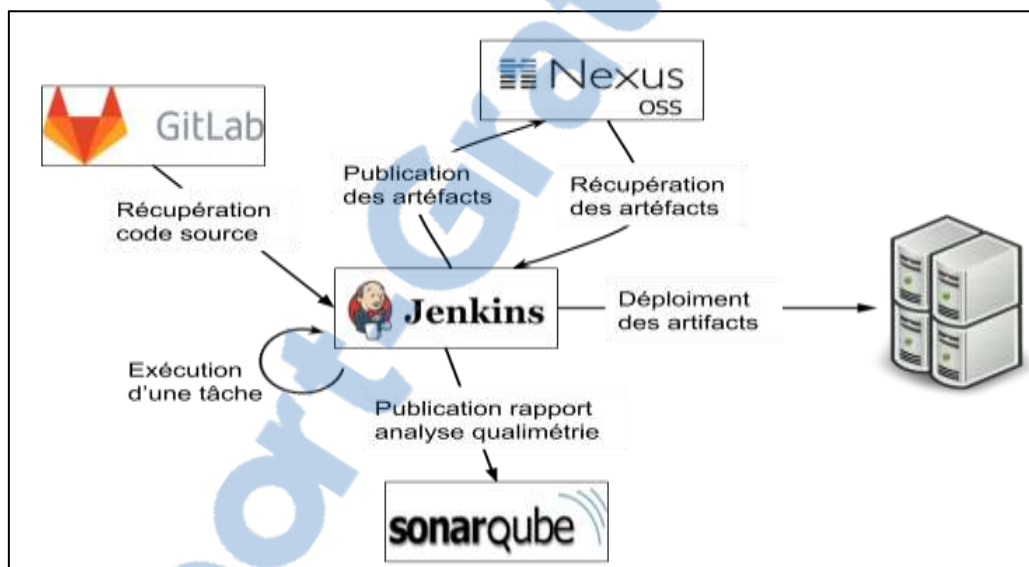 Nexus
OSS
GitLab
Publication
des artéfacts
Récupération
des artéfacts
Récupération
code source
Jenkins
Déploiment
des artifacts
Exécution
d'une tâche
Publication rapport
analyse qualimétrie
sonarqube